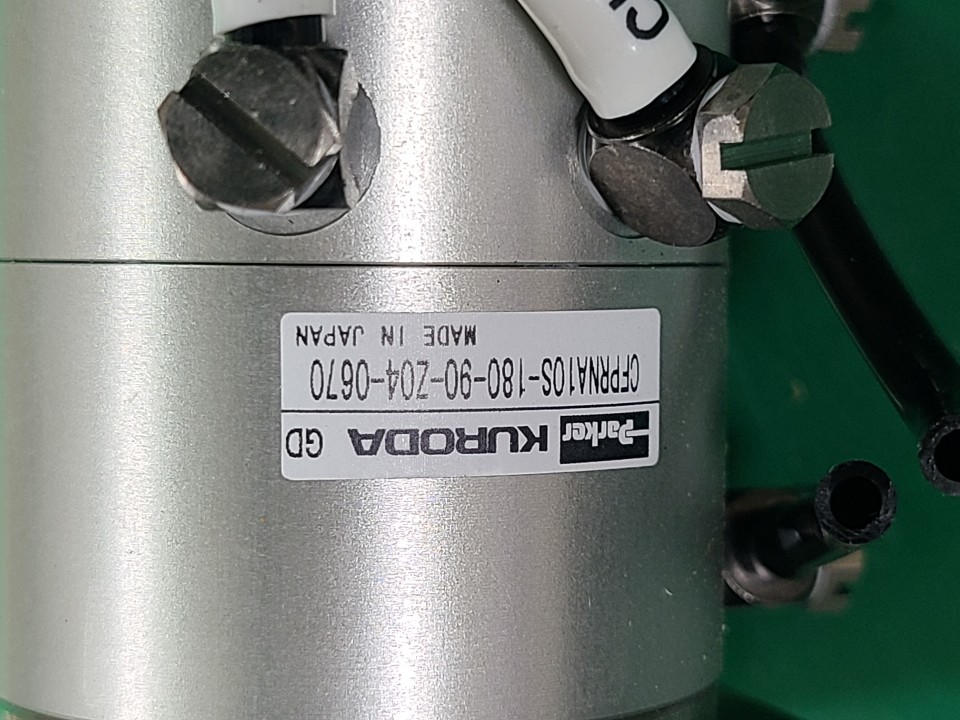 Parker KURODA GD
CFPRNA10S-180-90-Z04-0670
MADE IN JAPAN